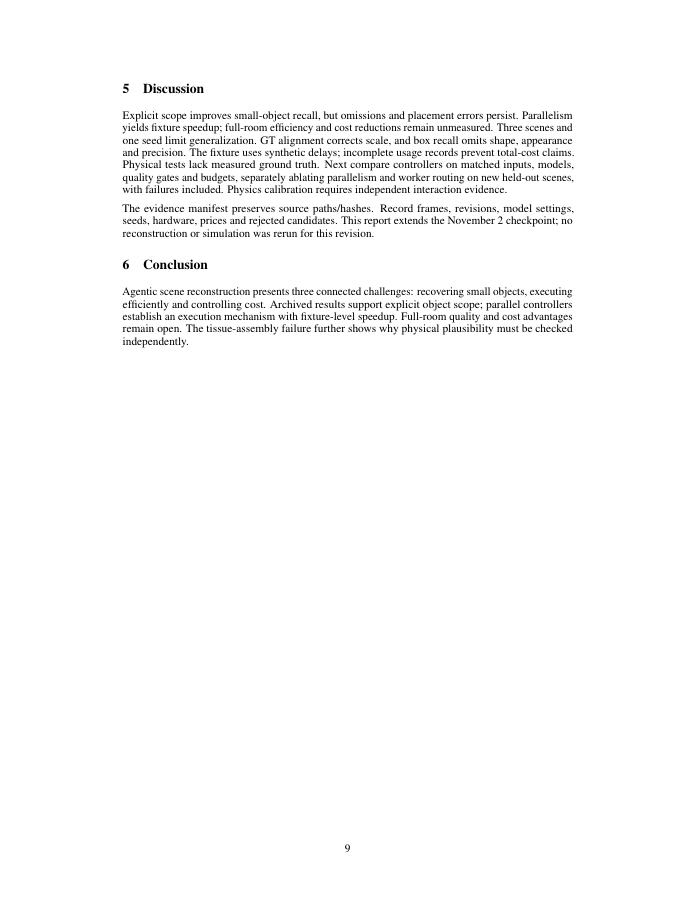 5 Discussion
Explicit scope improves small-object recall, but omissions and placement errors persist. Parallelism
yields fixture speedup; full-room efficiency and cost reductions remain unmeasured. Three scenes and
one seed limit generalization. GT alignment corrects scale, and box recall omits shape, appearance
and precision. The fixture uses synthetic delays; incomplete usage records prevent total-cost claims.
Physical tests lack measured ground truth. Next compare controllers on matched inputs, models,
quality gates and budgets, separately ablating parallelism and worker routing on new held-out scenes,
with failures included. Physics calibration requires independent interaction evidence.
The evidence manifest preserves source paths/hashes. Record frames, revisions, model settings,
seeds, hardware, prices and rejected candidates. This report extends the November 2 checkpoint; no
reconstruction or simulation was rerun for this revision.
6 Conclusion
Agentic scene reconstruction presents three connected challenges: recovering small objects, executing
efficiently and controlling cost. Archived results support explicit object scope; parallel controllers
establish an execution mechanism with fixture-level speedup. Full-room quality and cost advantages
remain open. The tissue-assembly failure further shows why physical plausibility must be checked
independently.
9